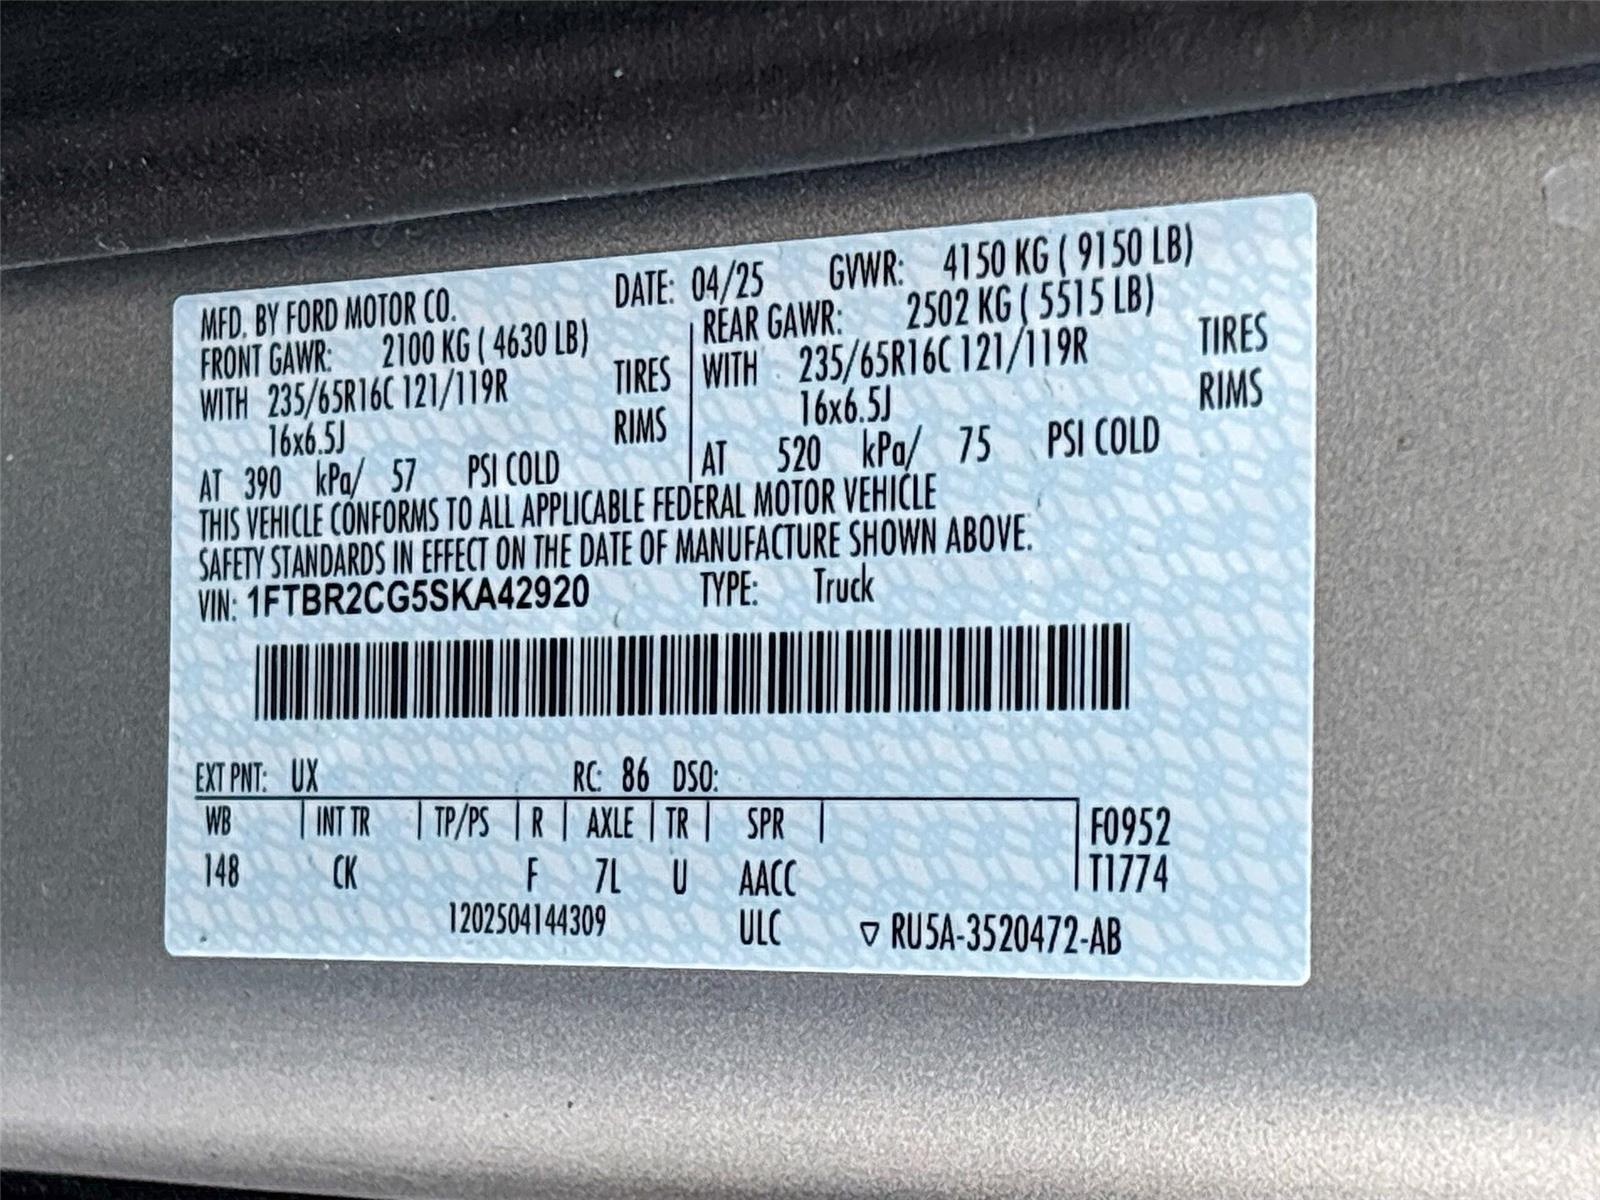 MFD. BY FORD MOTOR CO. DATE: 04/25 GVWR: 4150 KG ( 9150 LB)
FRONT GAWR: 2100 KG ( 4630 LB) REAR GAWR: 2502 KG ( 5515 LB)
WITH 235/65R16C 121/119R TIRES WITH 235/65R16C 121/119R TIRES
16x6.5J RIMS 16x6.5J RIMS
AT 390 kPa/ 57 PSI COLD AT 520 kPa/ 75 PSI COLD
THIS VEHICLE CONFORMS TO ALL APPLICABLE FEDERAL MOTOR VEHICLE
SAFETY STANDARDS IN EFFECT ON THE DATE OF MANUFACTURE SHOWN ABOVE.
VIN: 1FTBR2CG5SKA42920 TYPE: Truck
EXT PNT: UX RC: 86 DSO:
WB INT TR TP/PS R AXLE TR SPR F0952
148 CK F 7L U AACC T1774
1202504144309 ULC ▽ RU5A-3520472-AB